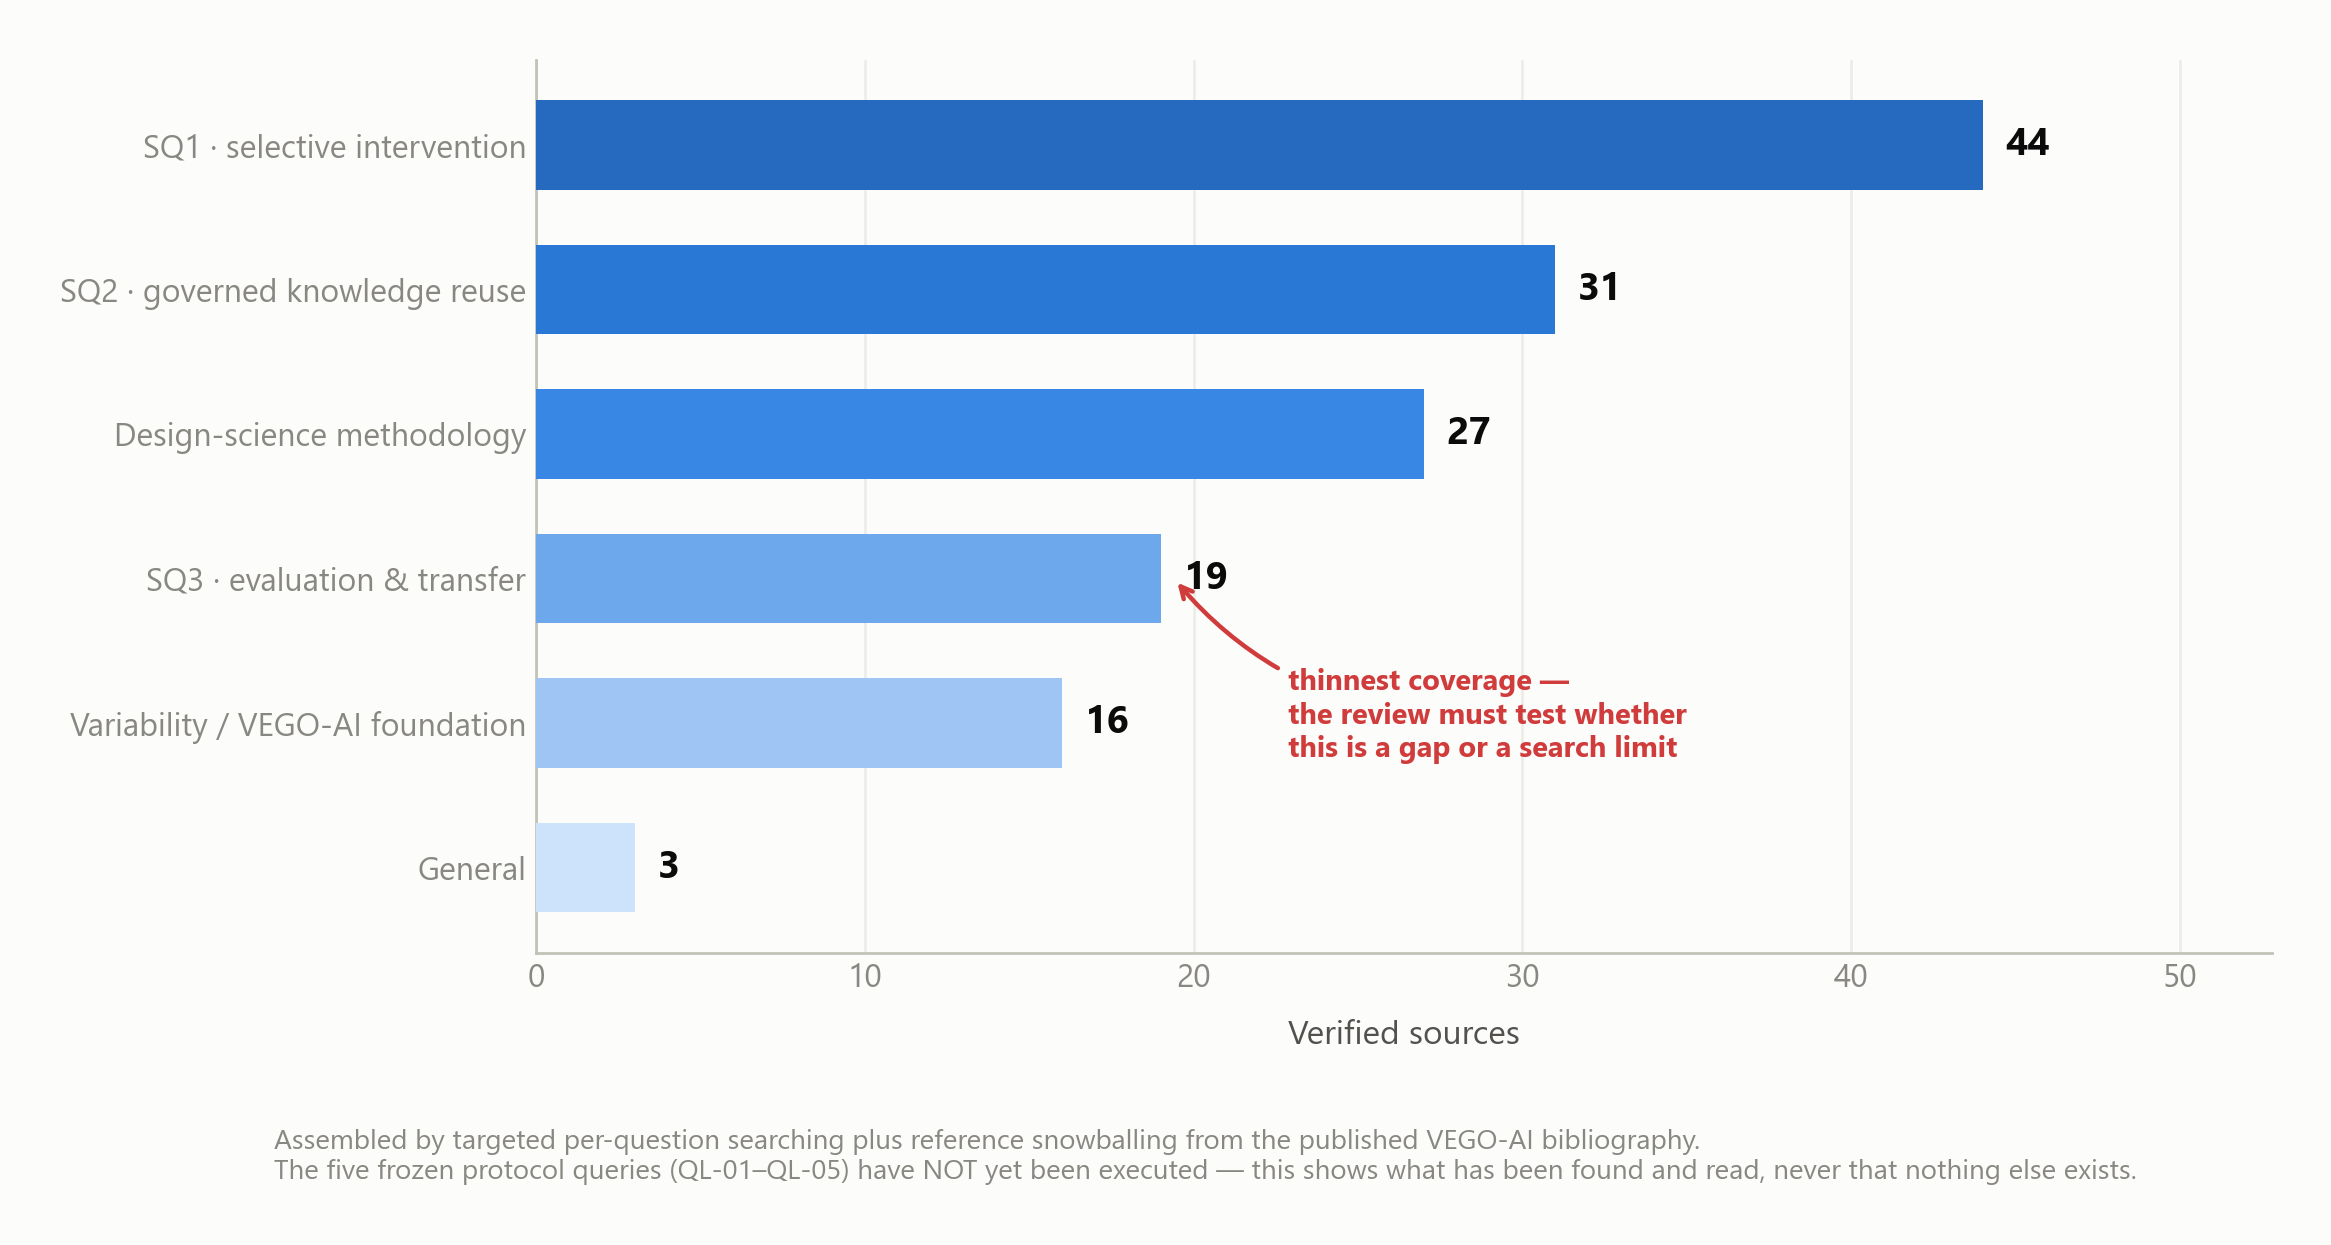 SQ1 · selective intervention
44
SQ2 · governed knowledge reuse
31
Design-science methodology
27
SQ3 · evaluation & transfer
19
thinnest coverage —
the review must test whether
this is a gap or a search limit
Variability / VEGO-AI foundation
16
General
3
0 10 20 30 40 50
Verified sources
Assembled by targeted per-question searching plus reference snowballing from the published VEGO-AI bibliography.
The five frozen protocol queries (QL-01–QL-05) have NOT yet been executed — this shows what has been found and read, never that nothing else exists.